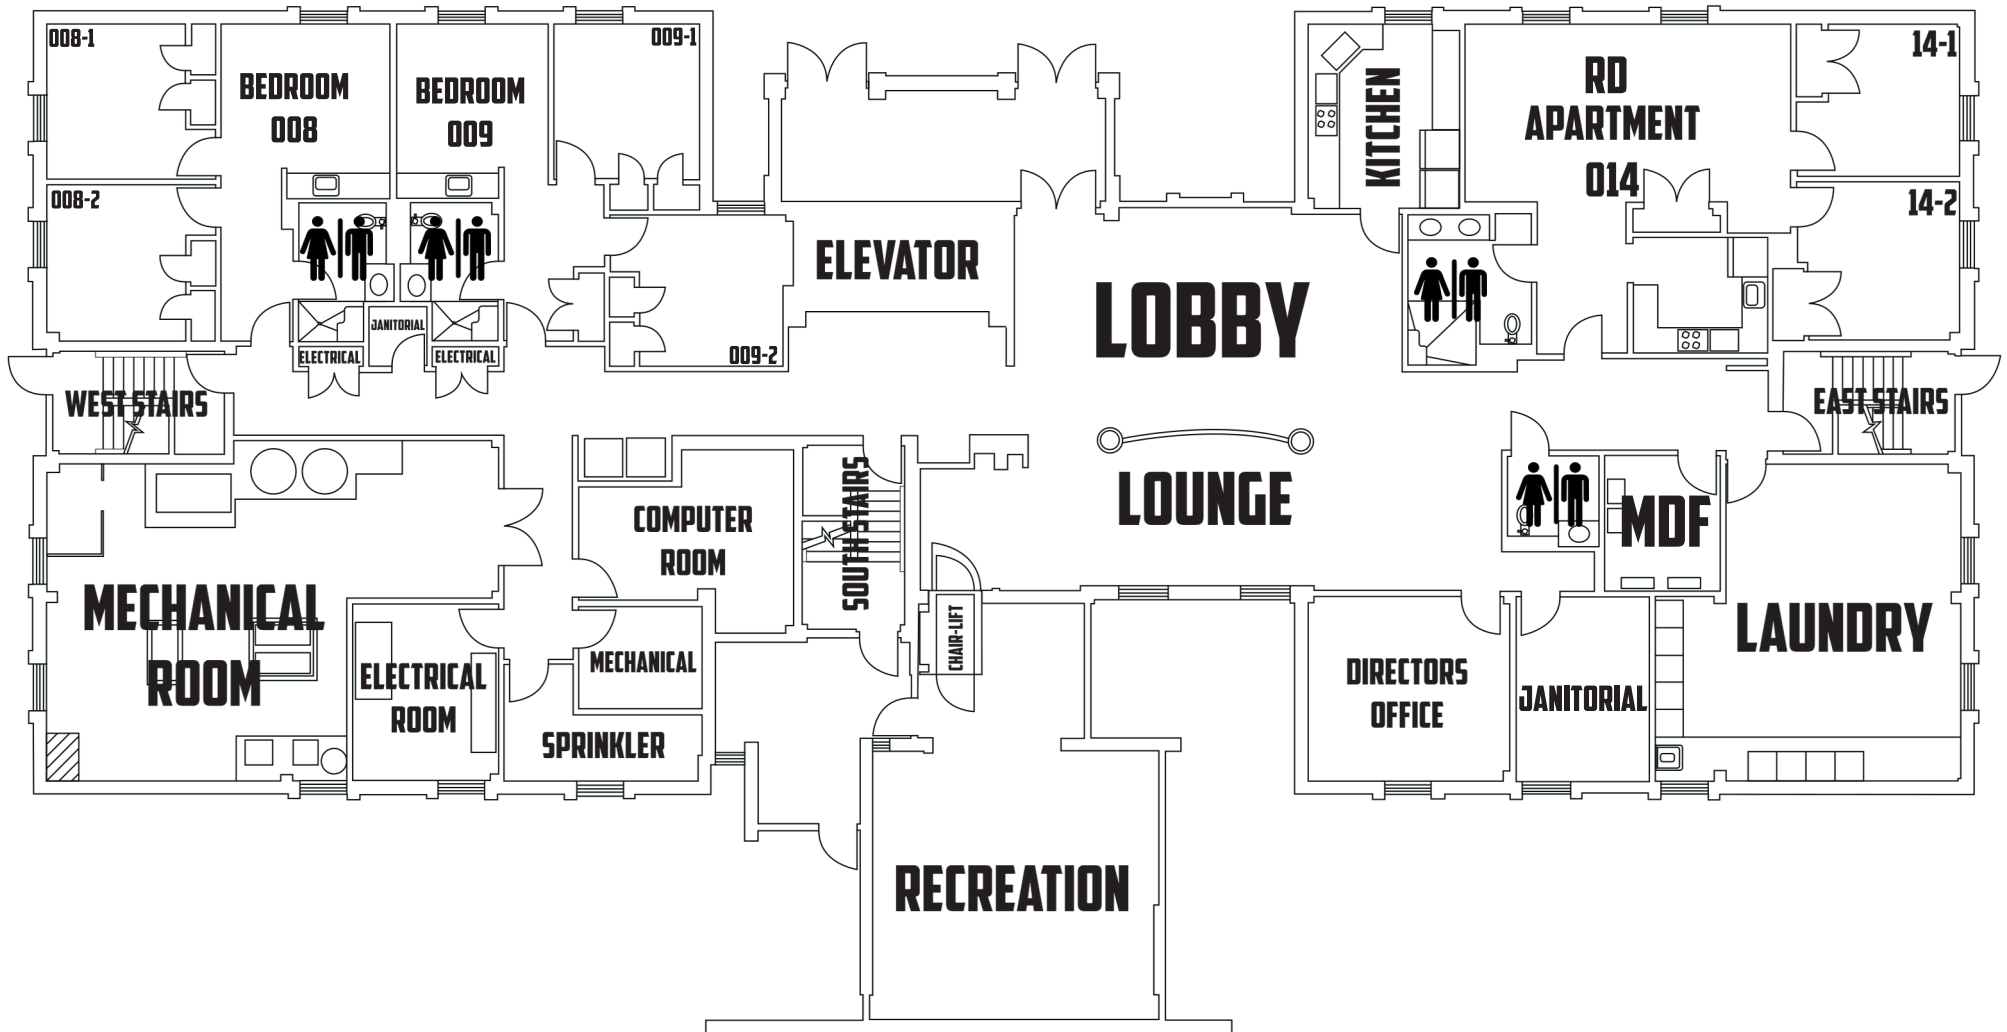 008-1
BEDROOM
008
BEDROOM
009
009-1
KITCHEN
RD
APARTMENT
014
14-1
008-2
14-2
ELEVATOR
LOBBY
JANITORIAL
ELECTRICAL
ELECTRICAL
009-2
WEST STAIRS
EAST STAIRS
COMPUTER
ROOM
SOUTH STAIRS
LOUNGE
MDF
MECHANICAL
ROOM
ELECTRICAL
ROOM
MECHANICAL
SPRINKLER
CHAIR-LIFT
DIRECTORS
OFFICE
JANITORIAL
LAUNDRY
RECREATION